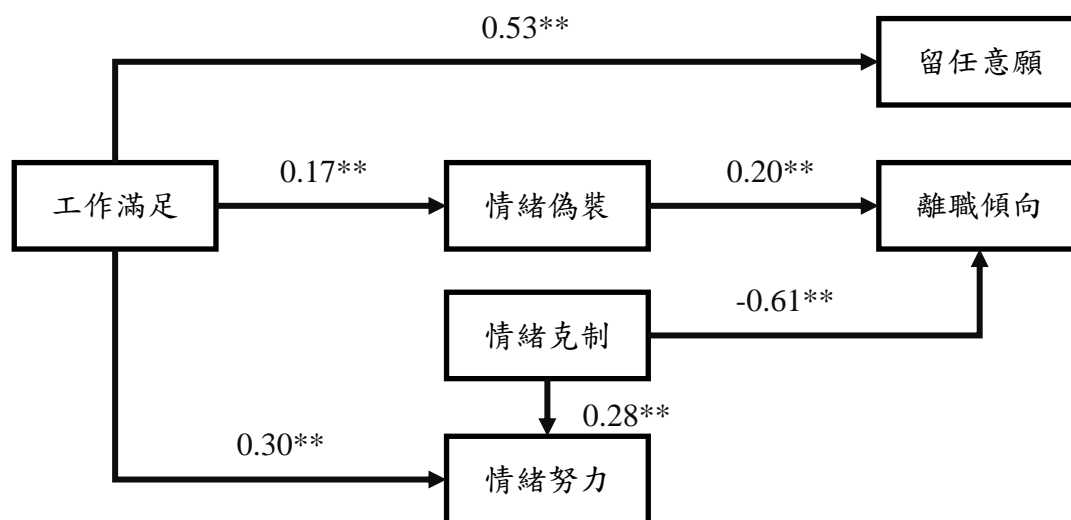 0.53**
留任意願
工作滿足
0.17**
情緒偽裝
0.20**
離職傾向
情緒克制
-0.61**
0.28**
0.30**
情緒努力